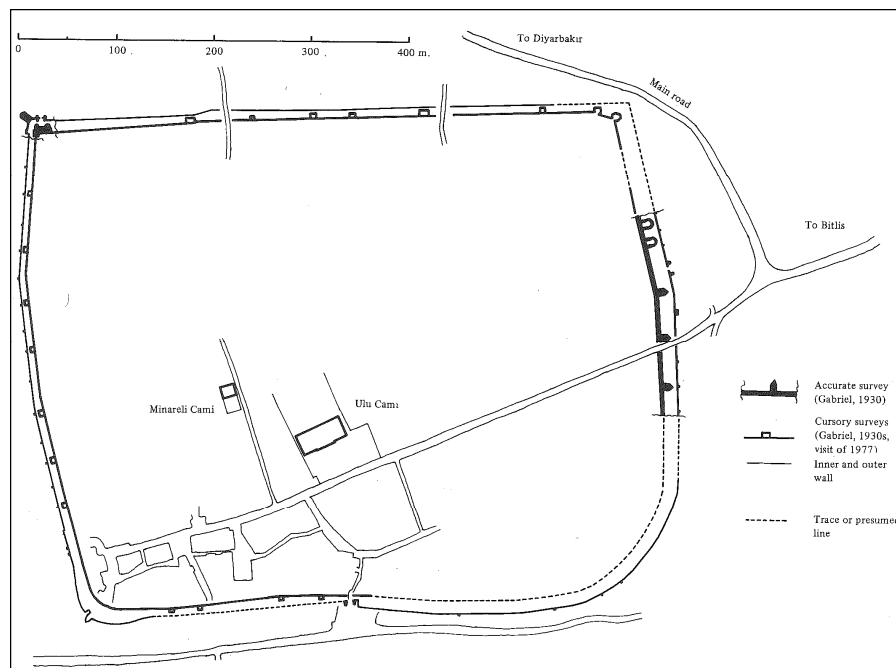 0 100 200 300 400 m.
To Diyarbakır
Main road
To Bitlis
Minareli Cami
Ulu Camı
Accurate survey
(Gabriel, 1930)
Cursory surveys
(Gabriel, 1930s,
visit of 1977)
Inner and outer
wall
Trace or presumed
line